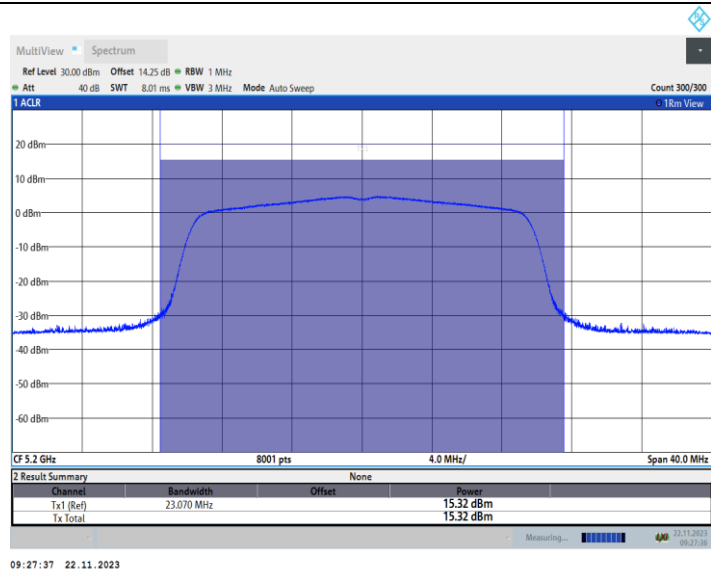 MultiView Spectrum
Ref Level 30.00 dBm Offset 14.25 dB RBW 1 MHz
Att 40 dB SWT 8.01 ms VBW 3 MHz Mode Auto Sweep Count 300/300
1 ACLR 1Rm View
20 dBm
10 dBm
0 dBm
-10 dBm
-20 dBm
-30 dBm
-40 dBm
-50 dBm
-60 dBm
CF 5.2 GHz 8001 pts 4.0 MHz/ Span 40.0 MHz
2 Result Summary None
Channel Bandwidth Offset Power
Tx1 (Ref) 23.070 MHz 15.32 dBm
Tx Total 15.32 dBm
Measuring... 22.11.2023
09:27:36
09:27:37 22.11.2023